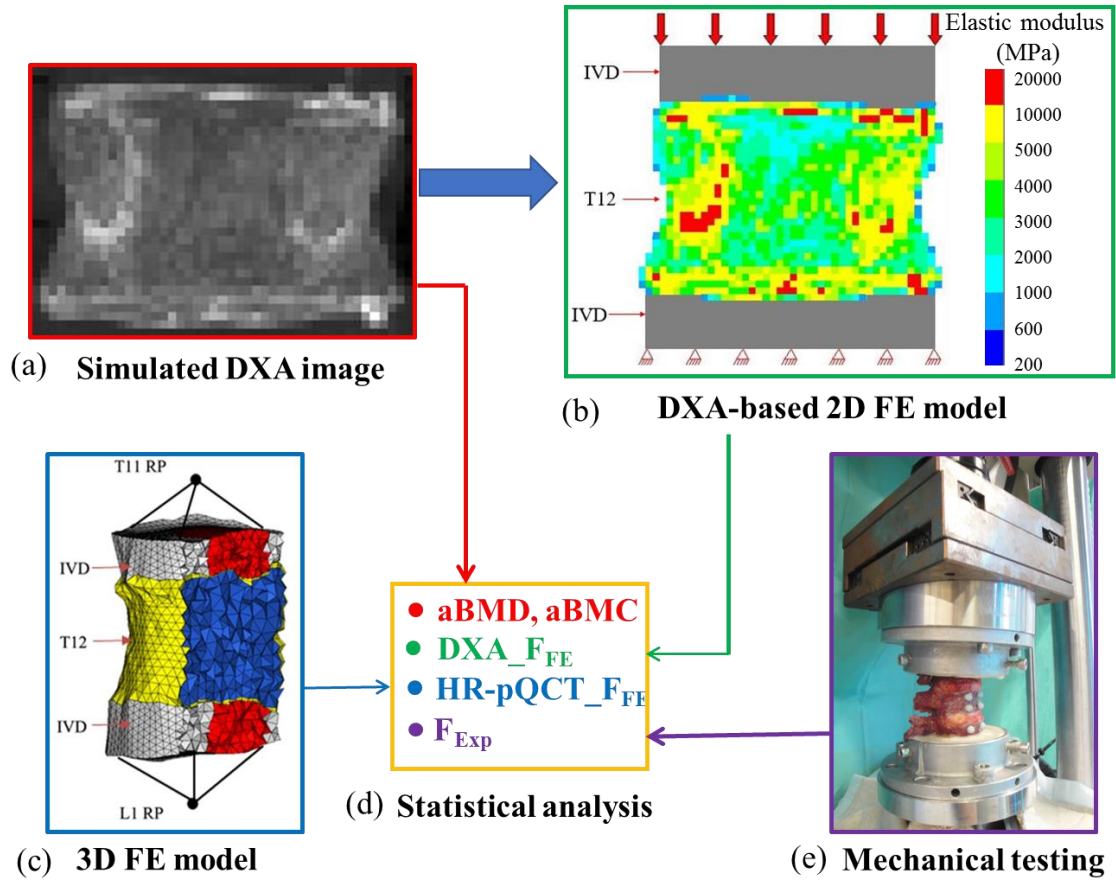 Elastic modulus
(MPa)
IVD
20000
10000
5000
4000
3000
2000
1000
600
200
T12
IVD
(a) Simulated DXA image
(b) DXA-based 2D FE model
T11 RP
IVD
T12
IVD
L1 RP
• aBMD, aBMC
• DXA_FFE
• HR-pQCT_FFE
• FExp
(d) Statistical analysis
(c) 3D FE model
(e) Mechanical testing